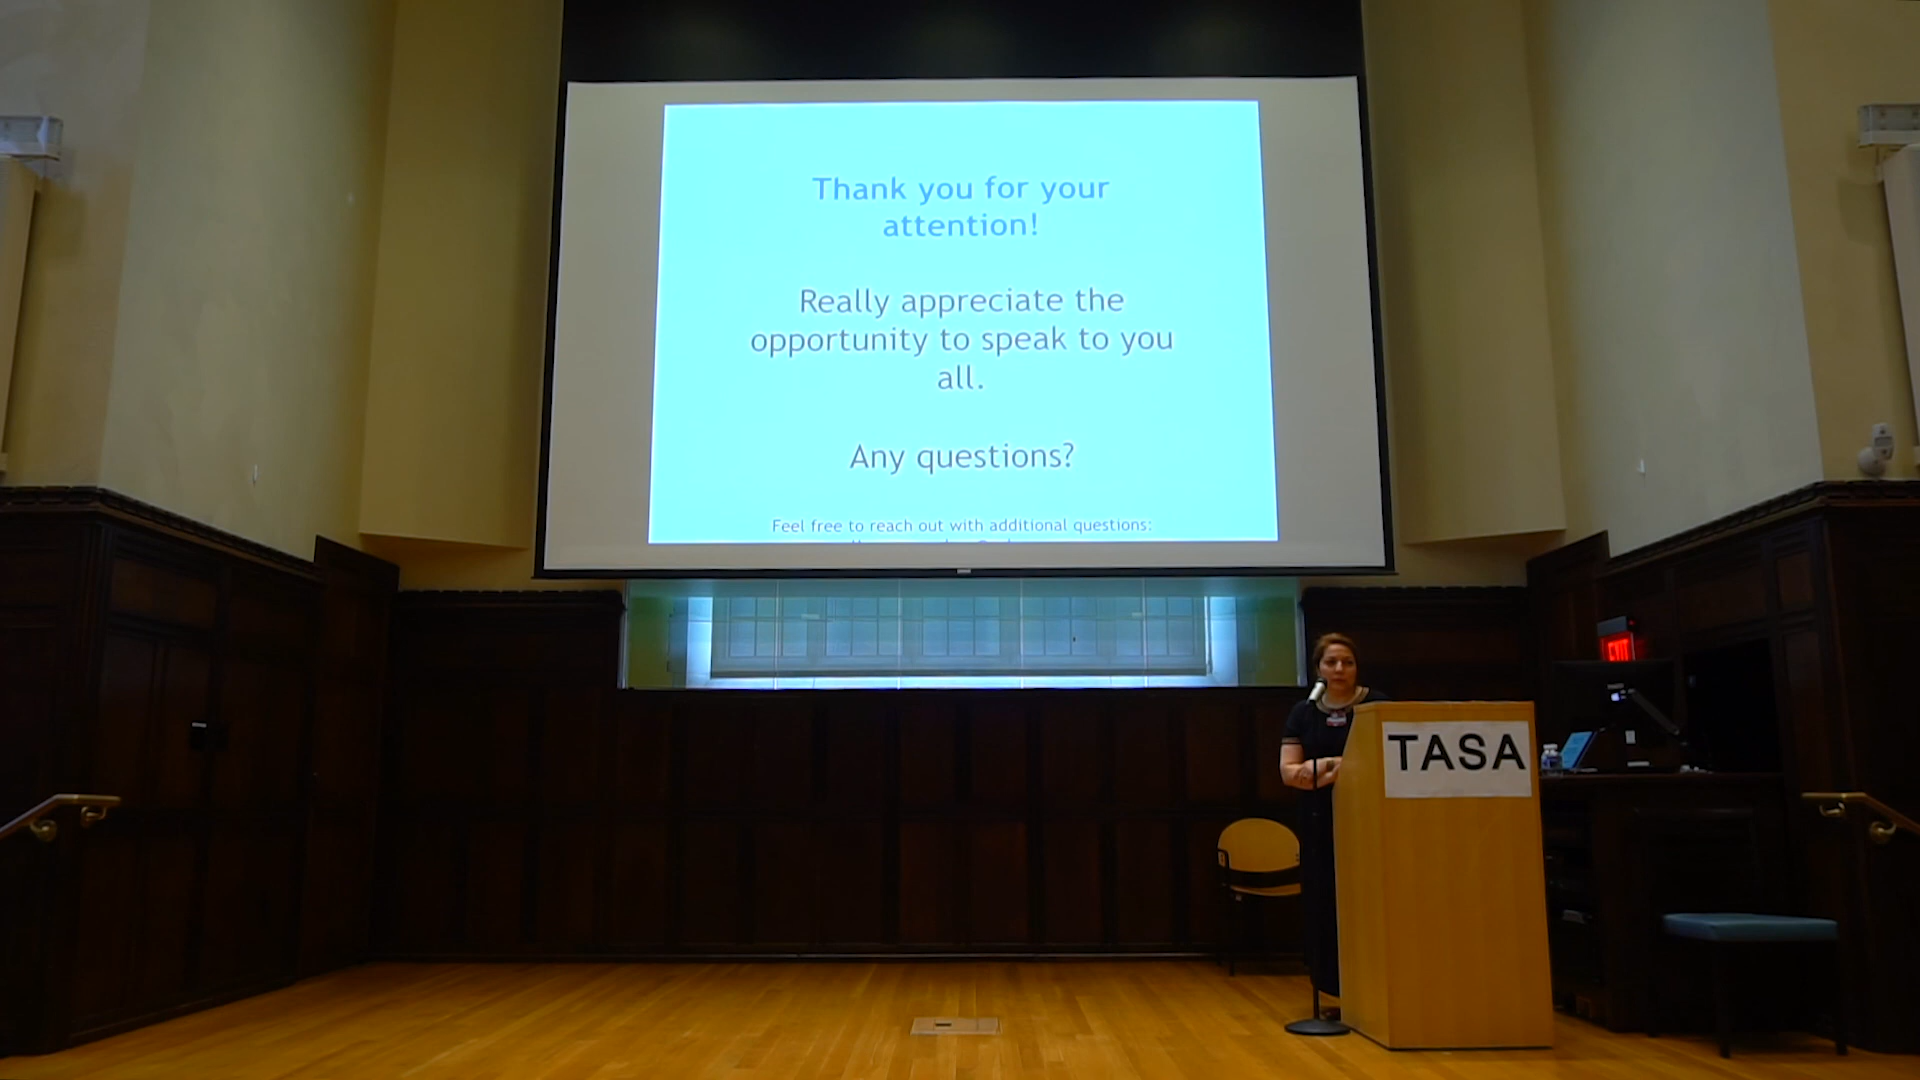 Thank you for your
attention!
Really appreciate the
opportunity to speak to you
all.
Any questions?
Feel free to reach out with additional questions:
TASA
EXIT